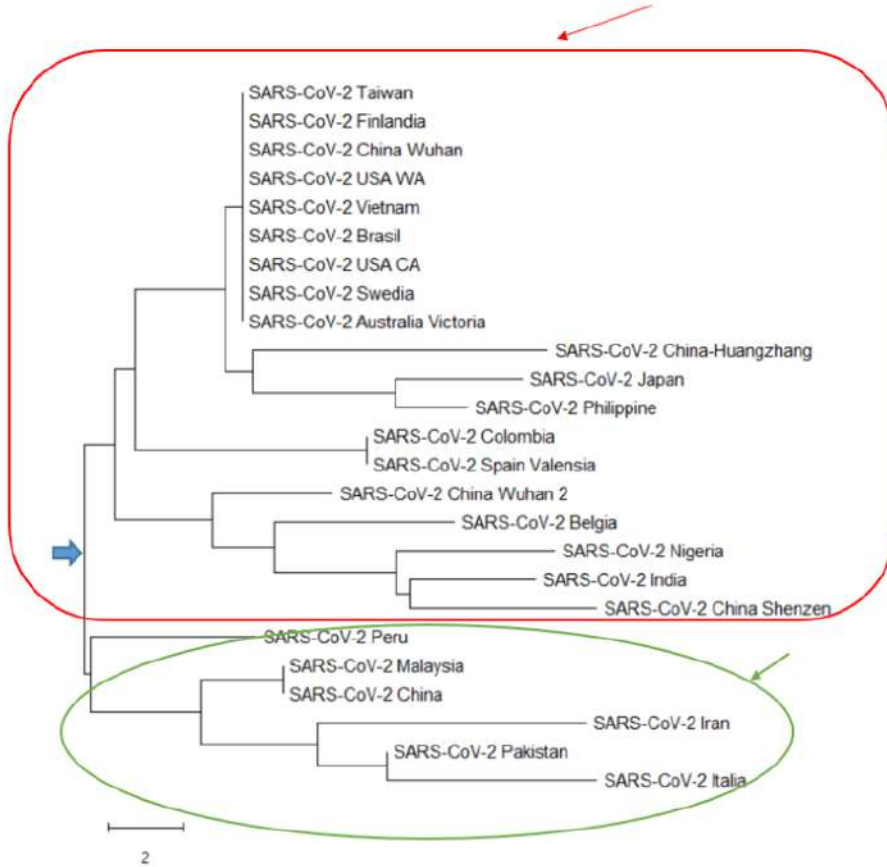 SARS-CoV-2 Taiwan
SARS-CoV-2 Finlandia
SARS-CoV-2 China Wuhan
SARS-CoV-2 USA WA
SARS-CoV-2 Vietnam
SARS-CoV-2 Brasil
SARS-CoV-2 USA CA
SARS-CoV-2 Swedia
SARS-CoV-2 Australia Victoria
SARS-CoV-2 China-Huangzhang
SARS-CoV-2 Japan
SARS-CoV-2 Philippine
SARS-CoV-2 Colombia
SARS-CoV-2 Spain Valensia
SARS-CoV-2 China Wuhan 2
SARS-CoV-2 Belgia
SARS-CoV-2 Nigeria
SARS-CoV-2 India
SARS-CoV-2 China Shenzen
SARS-CoV-2 Peru
SARS-CoV-2 Malaysia
SARS-CoV-2 China
SARS-CoV-2 Iran
SARS-CoV-2 Pakistan
SARS-CoV-2 Italia
2